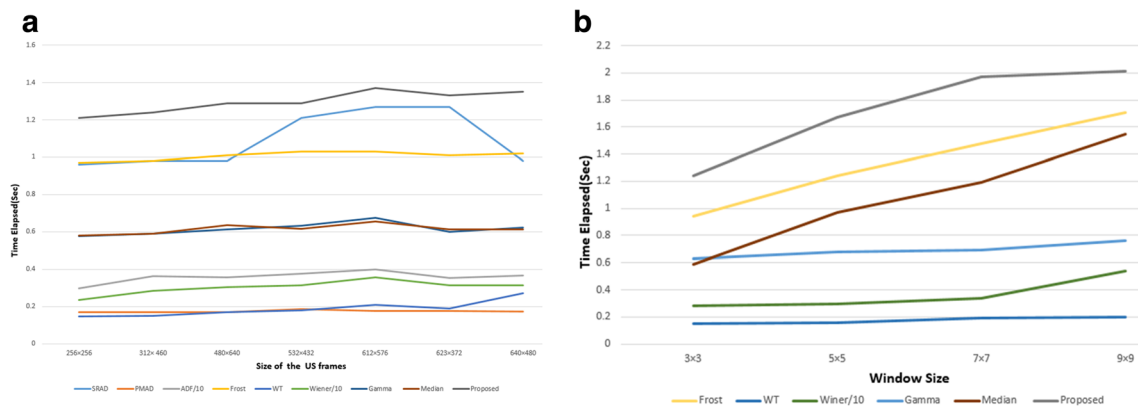 a
1.6
1.4
1.2
1
0.8
0.6
0.4
0.2
0
Time Elapsed(Sec)
256×256 312×460 480×640 532×432 612×576 623×372 640×480
Size of the US frames
SRAD PMAD ADF/10 Frost WT Wiener/10 Gamma Median Proposed
b
2.2
2
1.8
1.6
1.4
1.2
1
0.8
0.6
0.4
0.2
0
Time Elapsed(Sec)
3×3 5×5 7×7 9×9
Window Size
Frost WT Winer/10 Gamma Median Proposed